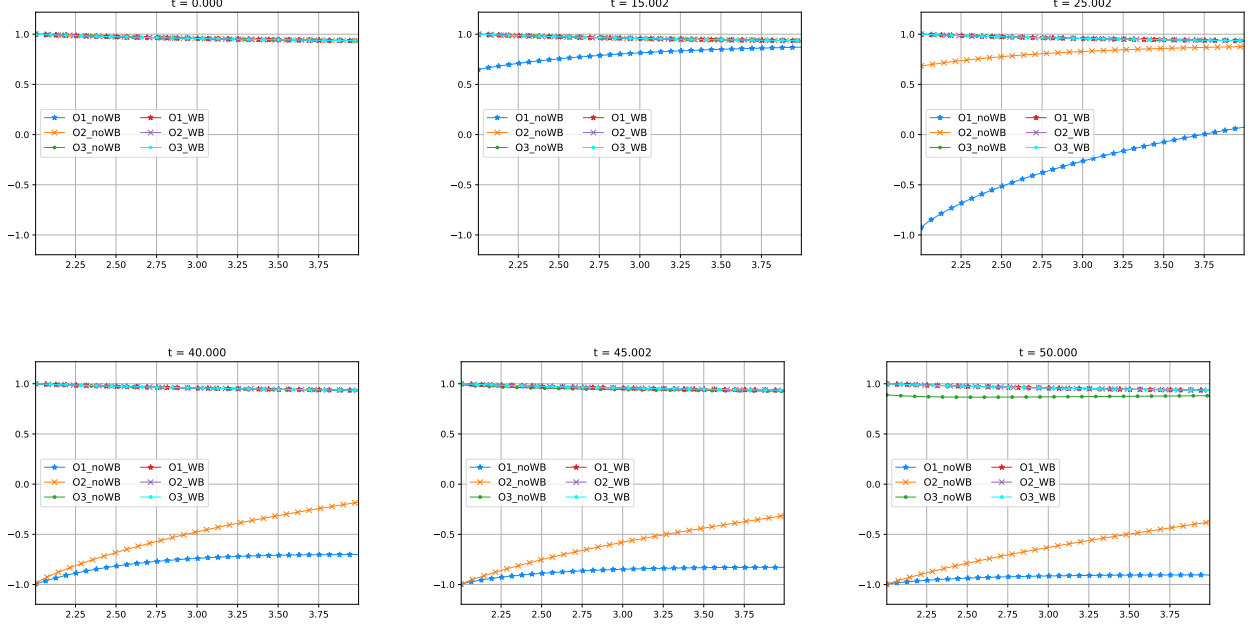 t = 0.000
1.0
0.5
0.0
−0.5
−1.0
O1_noWB O1_WB
O2_noWB O2_WB
O3_noWB O3_WB
2.25 2.50 2.75 3.00 3.25 3.50 3.75
t = 15.002
1.0
0.5
0.0
−0.5
−1.0
O1_noWB O1_WB
O2_noWB O2_WB
O3_noWB O3_WB
2.25 2.50 2.75 3.00 3.25 3.50 3.75
t = 25.002
1.0
0.5
0.0
−0.5
−1.0
O1_noWB O1_WB
O2_noWB O2_WB
O3_noWB O3_WB
2.25 2.50 2.75 3.00 3.25 3.50 3.75
t = 40.000
1.0
0.5
0.0
−0.5
−1.0
O1_noWB O1_WB
O2_noWB O2_WB
O3_noWB O3_WB
2.25 2.50 2.75 3.00 3.25 3.50 3.75
t = 45.002
1.0
0.5
0.0
−0.5
−1.0
O1_noWB O1_WB
O2_noWB O2_WB
O3_noWB O3_WB
2.25 2.50 2.75 3.00 3.25 3.50 3.75
t = 50.000
1.0
0.5
0.0
−0.5
−1.0
O1_noWB O1_WB
O2_noWB O2_WB
O3_noWB O3_WB
2.25 2.50 2.75 3.00 3.25 3.50 3.75